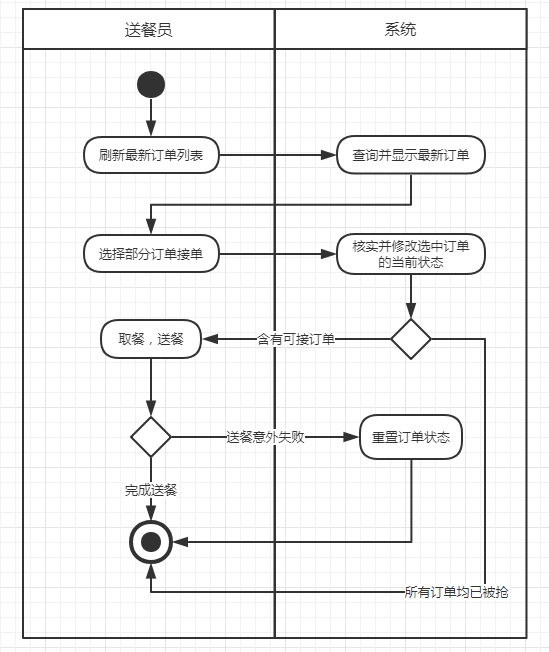 送餐员
系统
刷新最新订单列表
查询并显示最新订单
选择部分订单接单
核实并修改选中订单
的当前状态
取餐，送餐
含有可接订单
送餐意外失败
重置订单状态
完成送餐
所有订单均已被抢